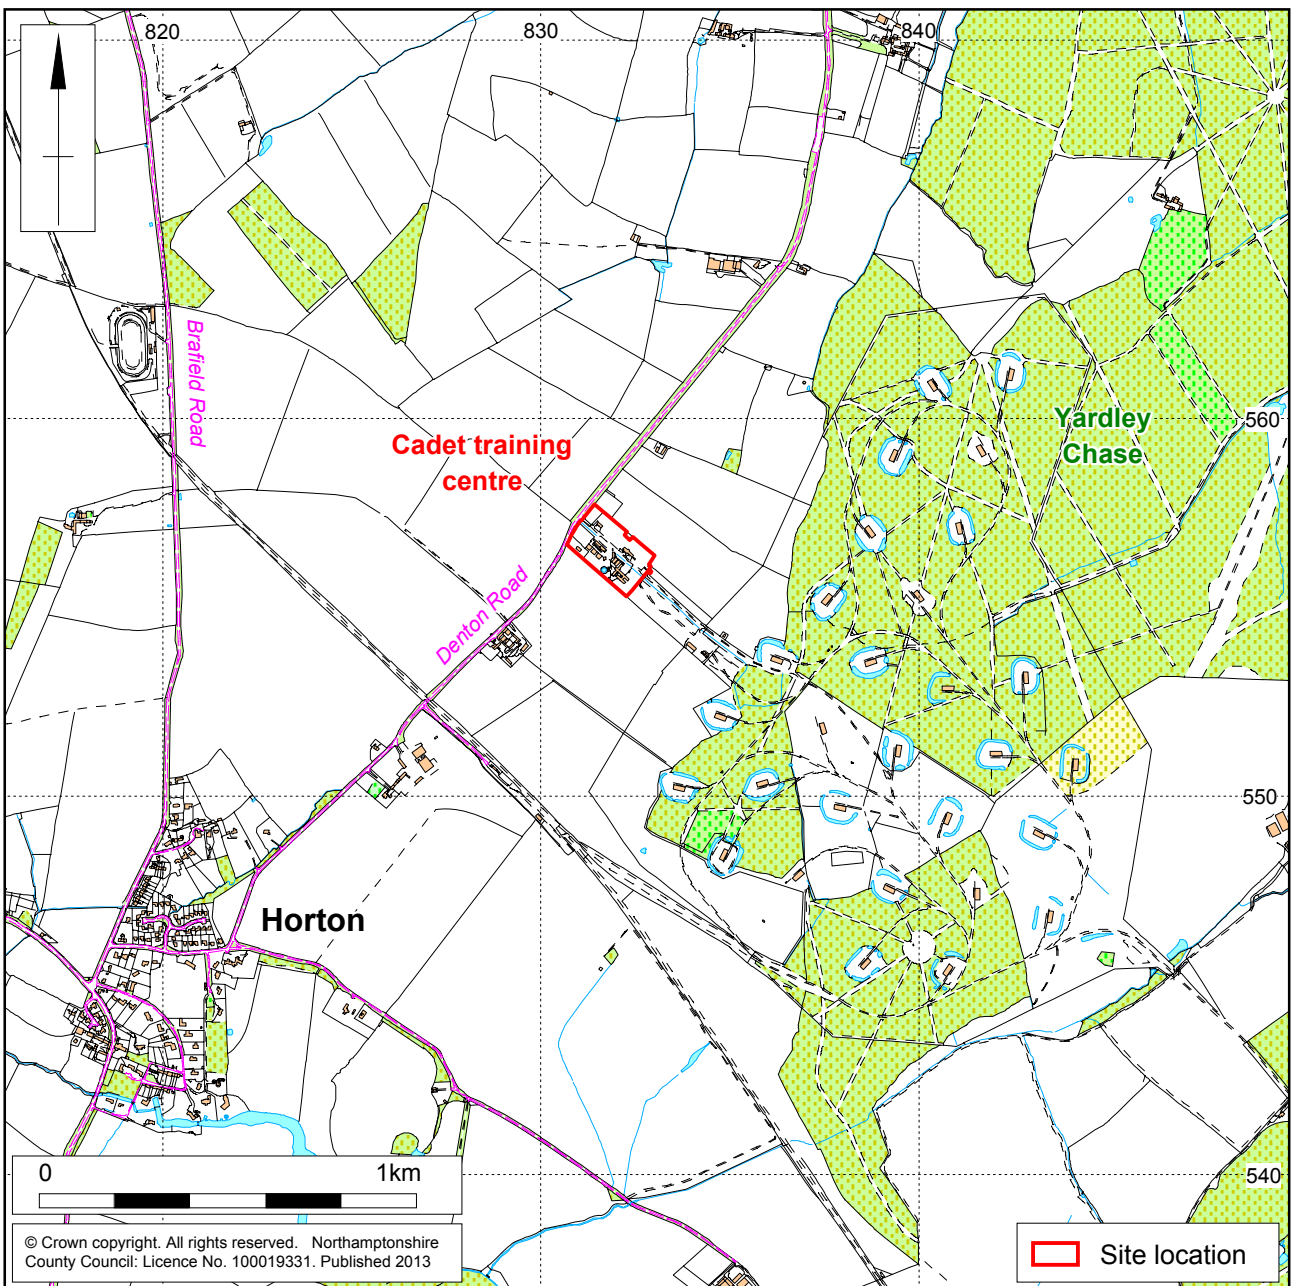 820
830
840
Brafield Road
Cadet training
centre
Yardley
Chase
560
Denton Road
550
Horton
540
0 1km
© Crown copyright. All rights reserved. Northamptonshire
County Council: Licence No. 100019331. Published 2013
Site location